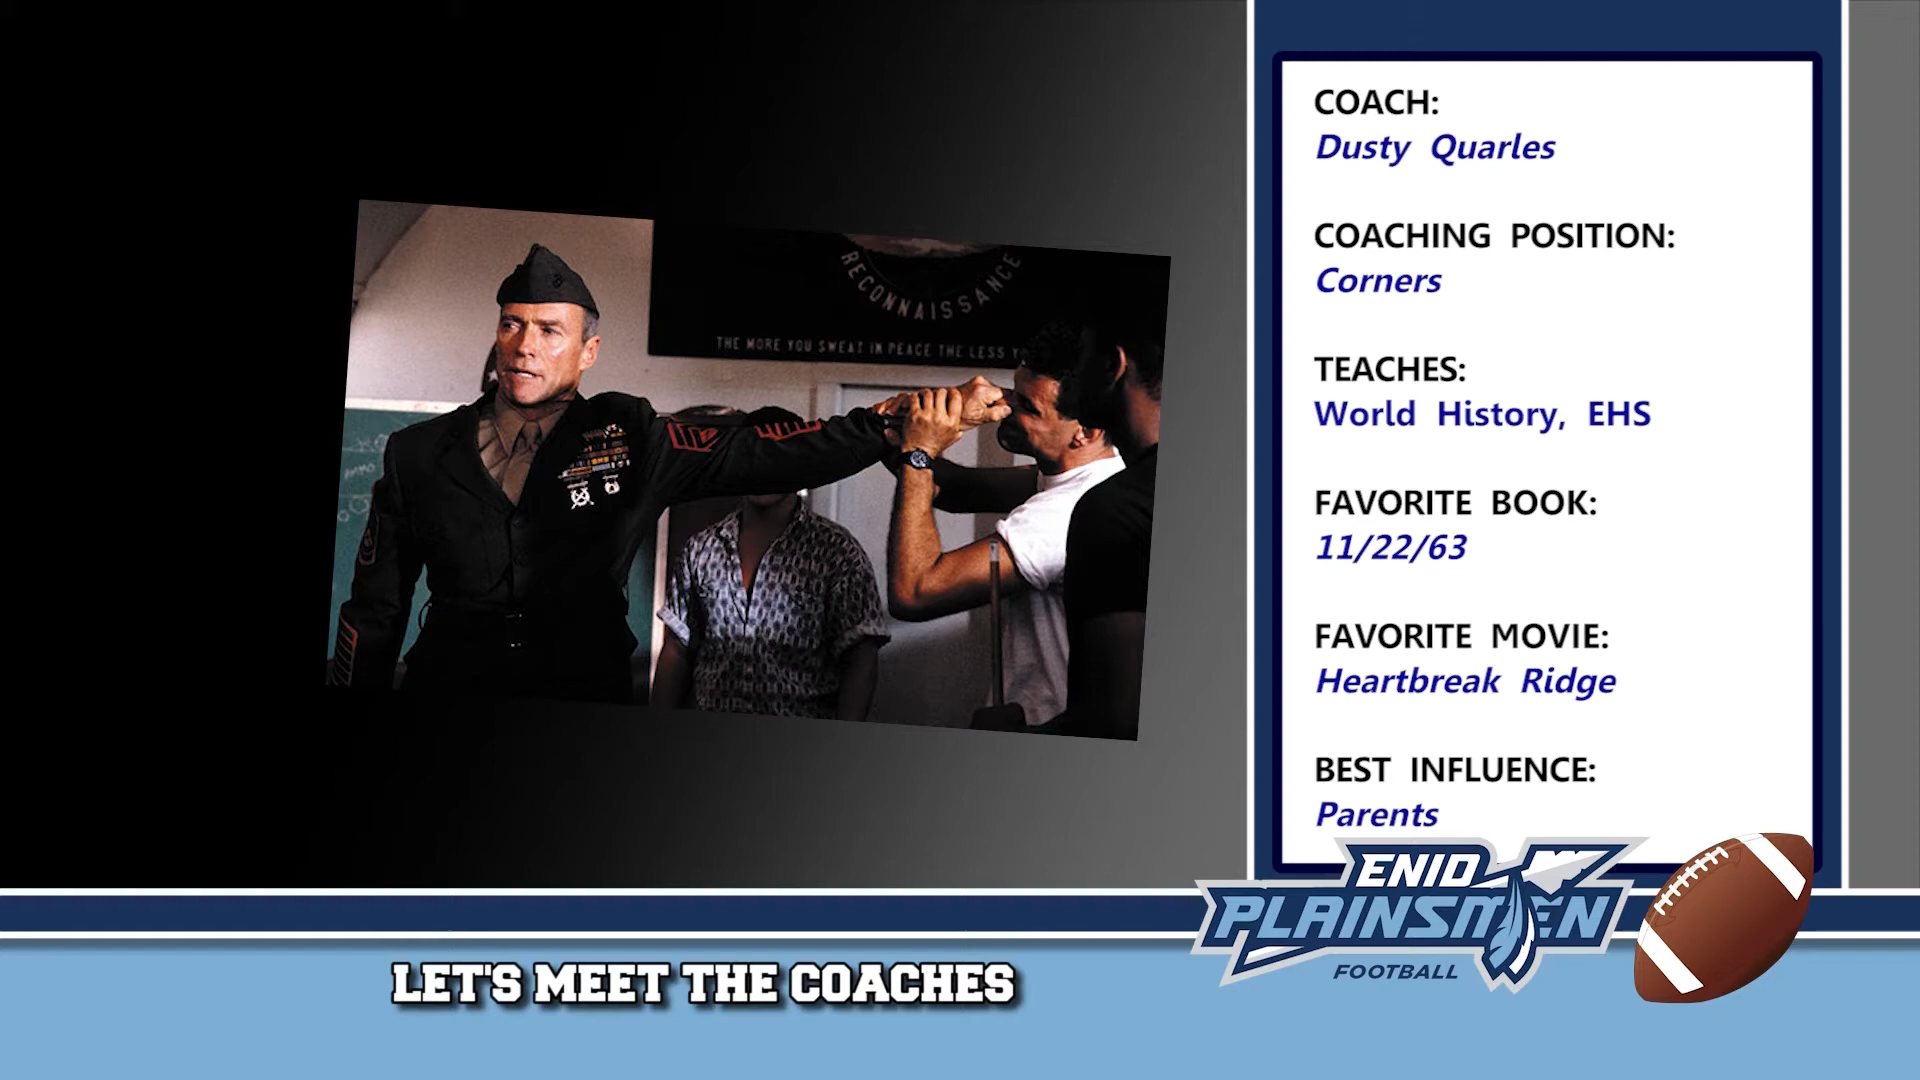 RECONNAISSANCE
THE MORE YOU SWEAT IN PEACE THE LESS
COACH:
Dusty Quarles
COACHING POSITION:
Corners
TEACHES:
World History, EHS
FAVORITE BOOK:
11/22/63
FAVORITE MOVIE:
Heartbreak Ridge
BEST INFLUENCE:
Parents
ENID
PLAINSMEN
FOOTBALL
LET'S MEET THE COACHES